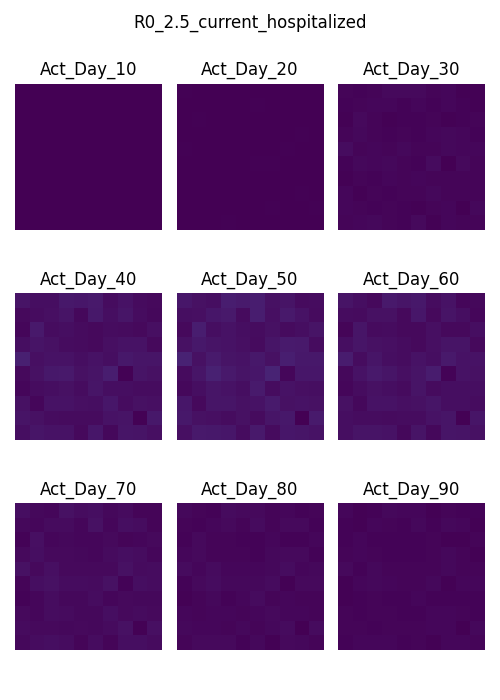 R0_2.5_current_hospitalized
Act_Day_10 Act_Day_20 Act_Day_30
Act_Day_40 Act_Day_50 Act_Day_60
Act_Day_70 Act_Day_80 Act_Day_90